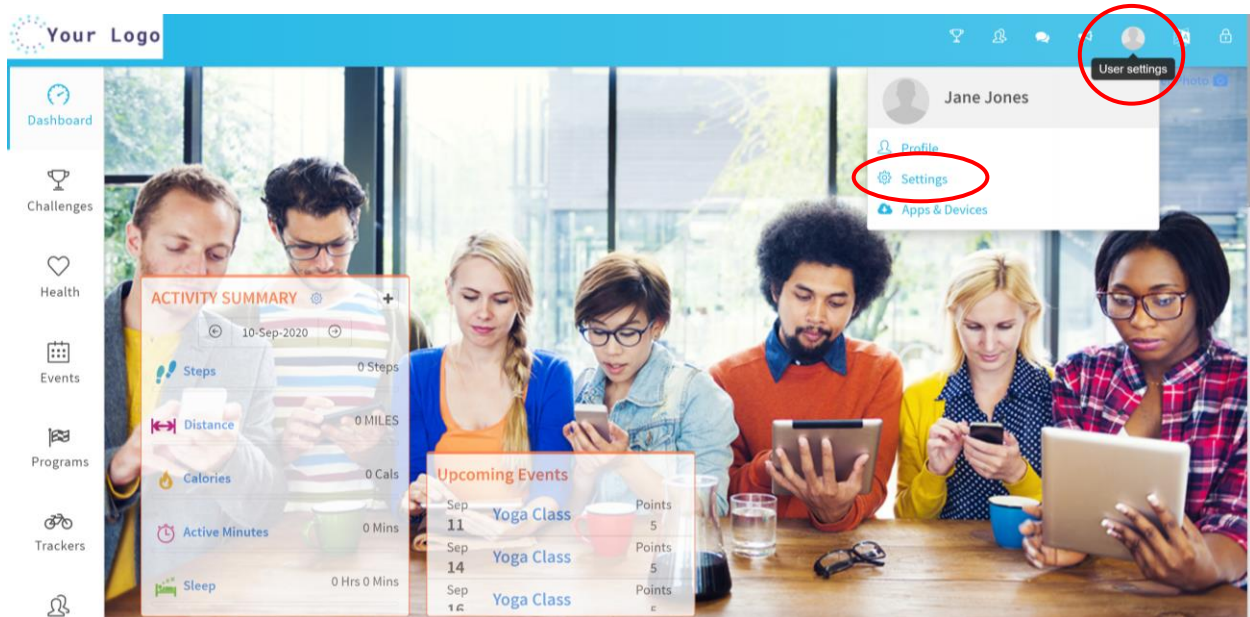 Your Logo
User settings
Photo
Jane Jones
Profile
Settings
Apps & Devices
Dashboard
Challenges
Health
Events
Programs
Trackers
ACTIVITY SUMMARY +
10-Sep-2020
Steps 0 Steps
Distance 0 MILES
Calories 0 Cals
Active Minutes 0 Mins
Sleep 0 Hrs 0 Mins
Upcoming Events
Sep 11 Yoga Class Points 5
Sep 14 Yoga Class Points 5
Sep 16 Yoga Class Points